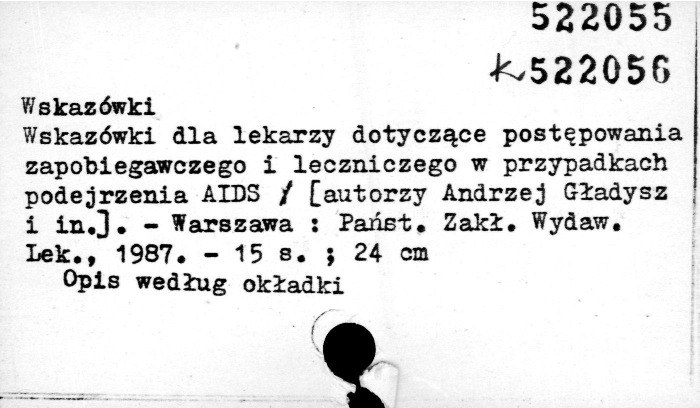 522055
K 522056
Wskazówki
Wskazówki dla lekarzy dotyczące postępowania
zapobiegawczego i leczniczego w przypadkach
podejrzenia AIDS / [autorzy Andrzej Gładysz
i in.]. - Warszawa : Państ. Zakł. Wydaw.
Lek., 1987. - 15 s. ; 24 cm
Opis według okładki